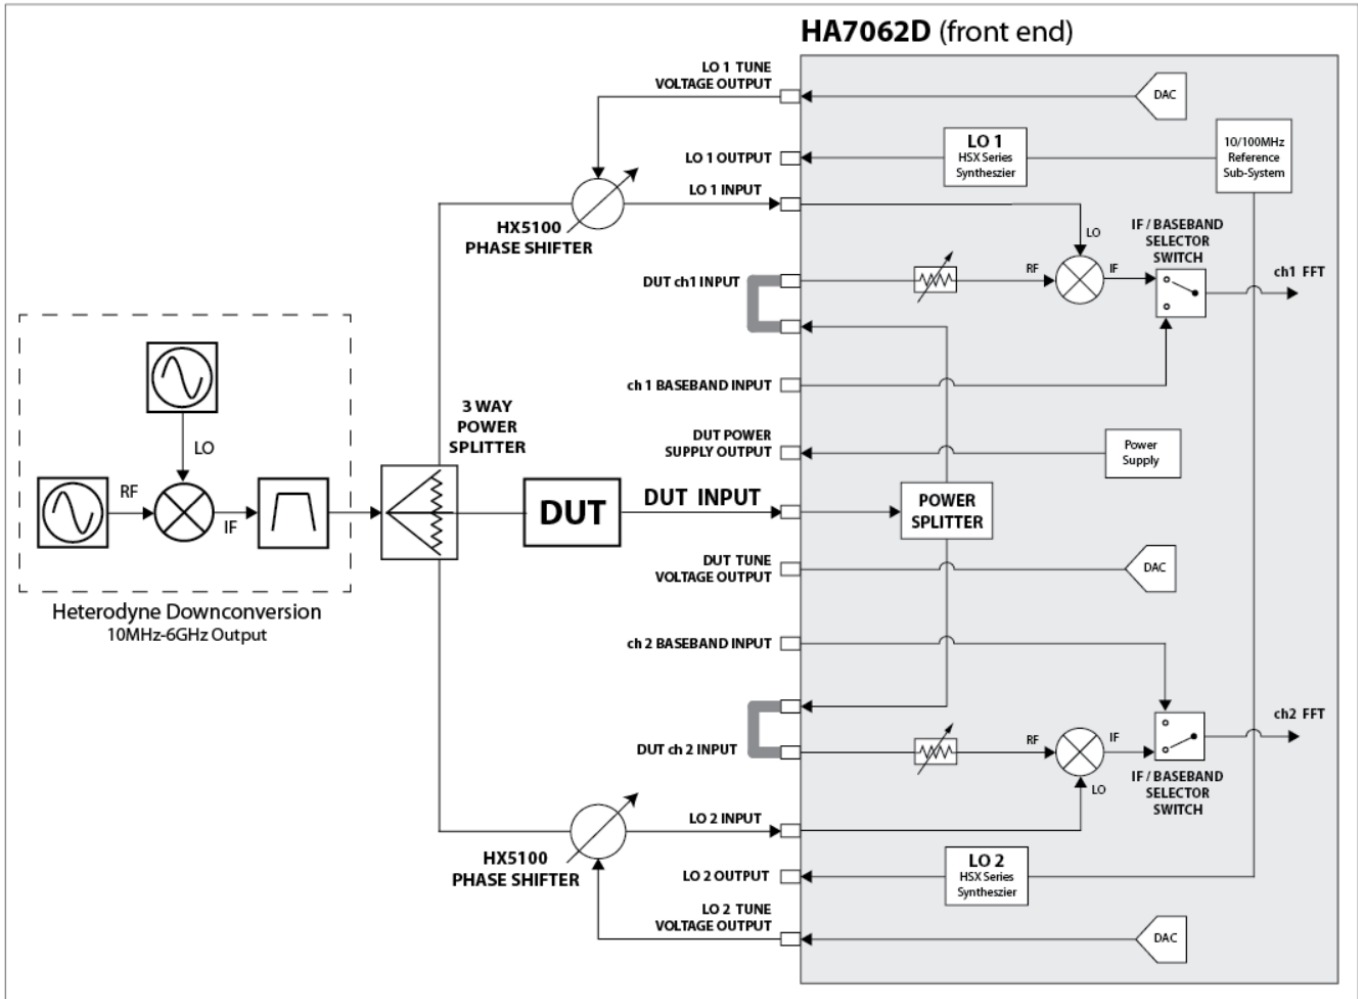 HA7062D (front end)
LO 1 TUNE
VOLTAGE OUTPUT
DAC
LO 1 OUTPUT
LO 1
HSX Series
Syntheszier
10/100MHz
Reference
Sub-System
LO 1 INPUT
HX5100
PHASE SHIFTER
LO
IF / BASEBAND
SELECTOR
SWITCH
DUT ch1 INPUT
RF
IF
ch1 FFT
ch 1 BASEBAND INPUT
3 WAY
POWER
SPLITTER
DUT POWER
SUPPLY OUTPUT
Power
Supply
LO
RF
IF
DUT
DUT INPUT
POWER
SPLITTER
DUT TUNE
VOLTAGE OUTPUT
DAC
Heterodyne Downconversion
10MHz-6GHz Output
ch 2 BASEBAND INPUT
ch2 FFT
DUT ch 2 INPUT
RF
IF
LO
IF / BASEBAND
SELECTOR
SWITCH
LO 2 INPUT
HX5100
PHASE SHIFTER
LO 2 OUTPUT
LO 2
HSX Series
Syntheszier
LO 2 TUNE
VOLTAGE OUTPUT
DAC